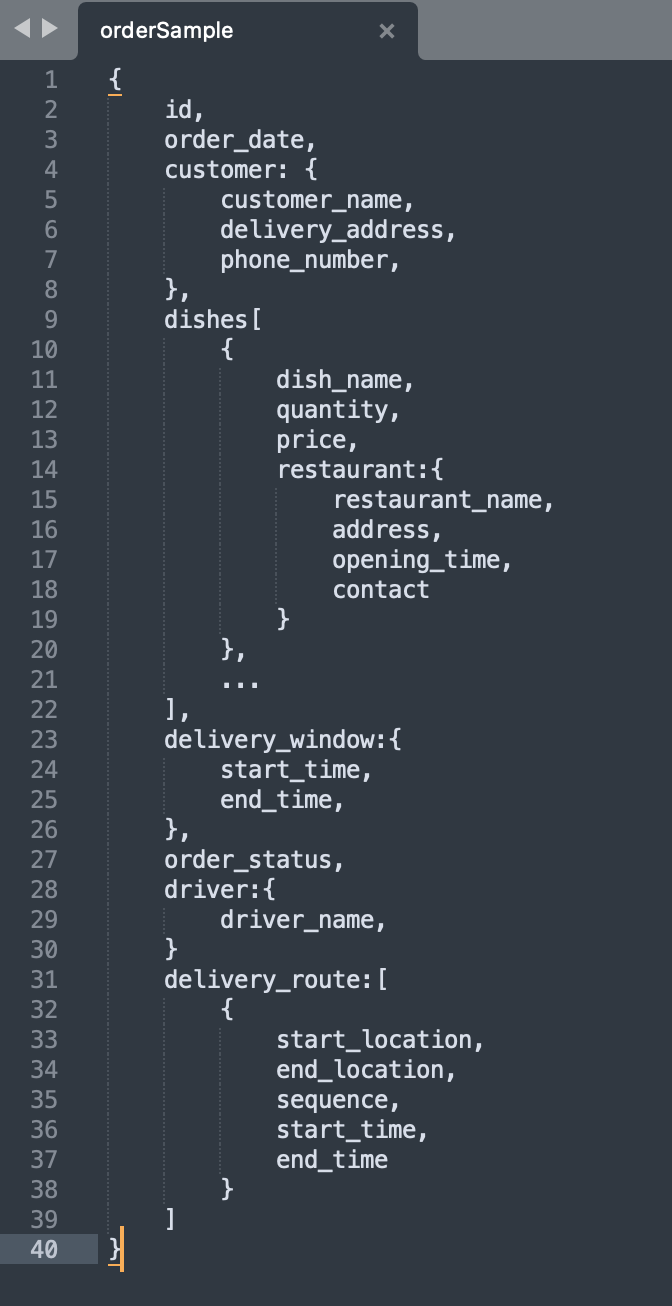 orderSample
1 {
2     id,
3     order_date,
4     customer: {
5         customer_name,
6         delivery_address,
7         phone_number,
8     },
9     dishes[
10         {
11             dish_name,
12             quantity,
13             price,
14             restaurant:{
15                 restaurant_name,
16                 address,
17                 opening_time,
18                 contact
19             }
20         },
21         ...
22     ],
23     delivery_window:{
24         start_time,
25         end_time,
26     },
27     order_status,
28     driver:{
29         driver_name,
30     }
31     delivery_route:[
32         {
33             start_location,
34             end_location,
35             sequence,
36             start_time,
37             end_time
38         }
39     ]
40 }